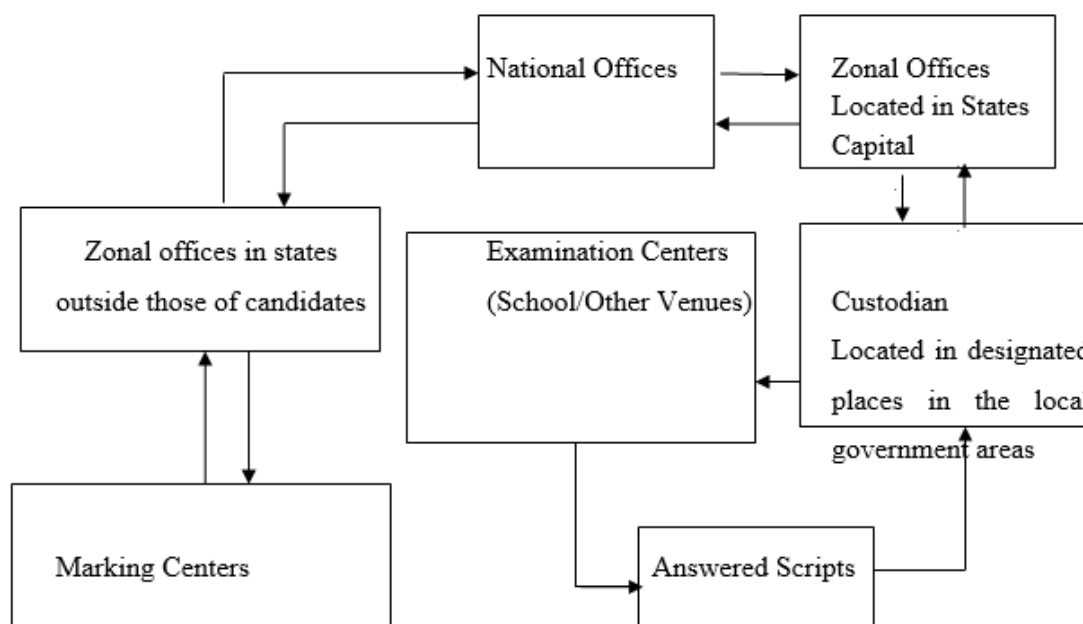 National Offices
Zonal Offices
Located in States
Capital
Zonal offices in states
outside those of candidates
Examination Centers
(School/Other Venues)
Custodian
Located in designated
places in the local
government areas
Marking Centers
Answered Scripts